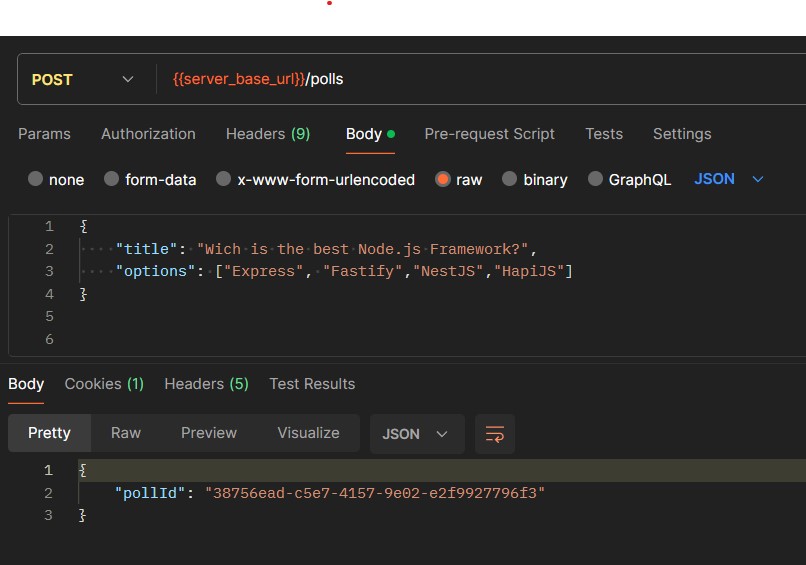 POST {{server_base_url}}/polls
Params Authorization Headers (9) Body Pre-request Script Tests Settings
none form-data x-www-form-urlencoded raw binary GraphQL JSON
1 {
2 "title": "Wich is the best Node.js Framework?",
3 "options": ["Express", "Fastify","NestJS","HapiJS"]
4 }
5
6
Body Cookies (1) Headers (5) Test Results
Pretty Raw Preview Visualize JSON
1 {
2 "pollId": "38756ead-c5e7-4157-9e02-e2f9927796f3"
3 }